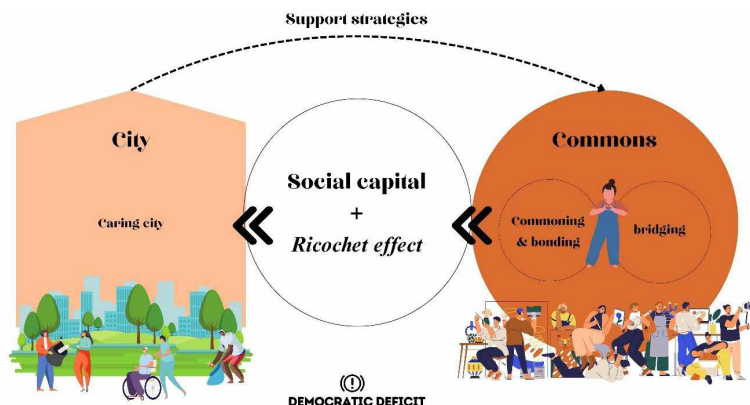 Support strategies
City
Commons
Social capital
+
Ricochet effect
Caring city
Commoning
& bonding
bridging
DEMOCRATIC DEFICIT